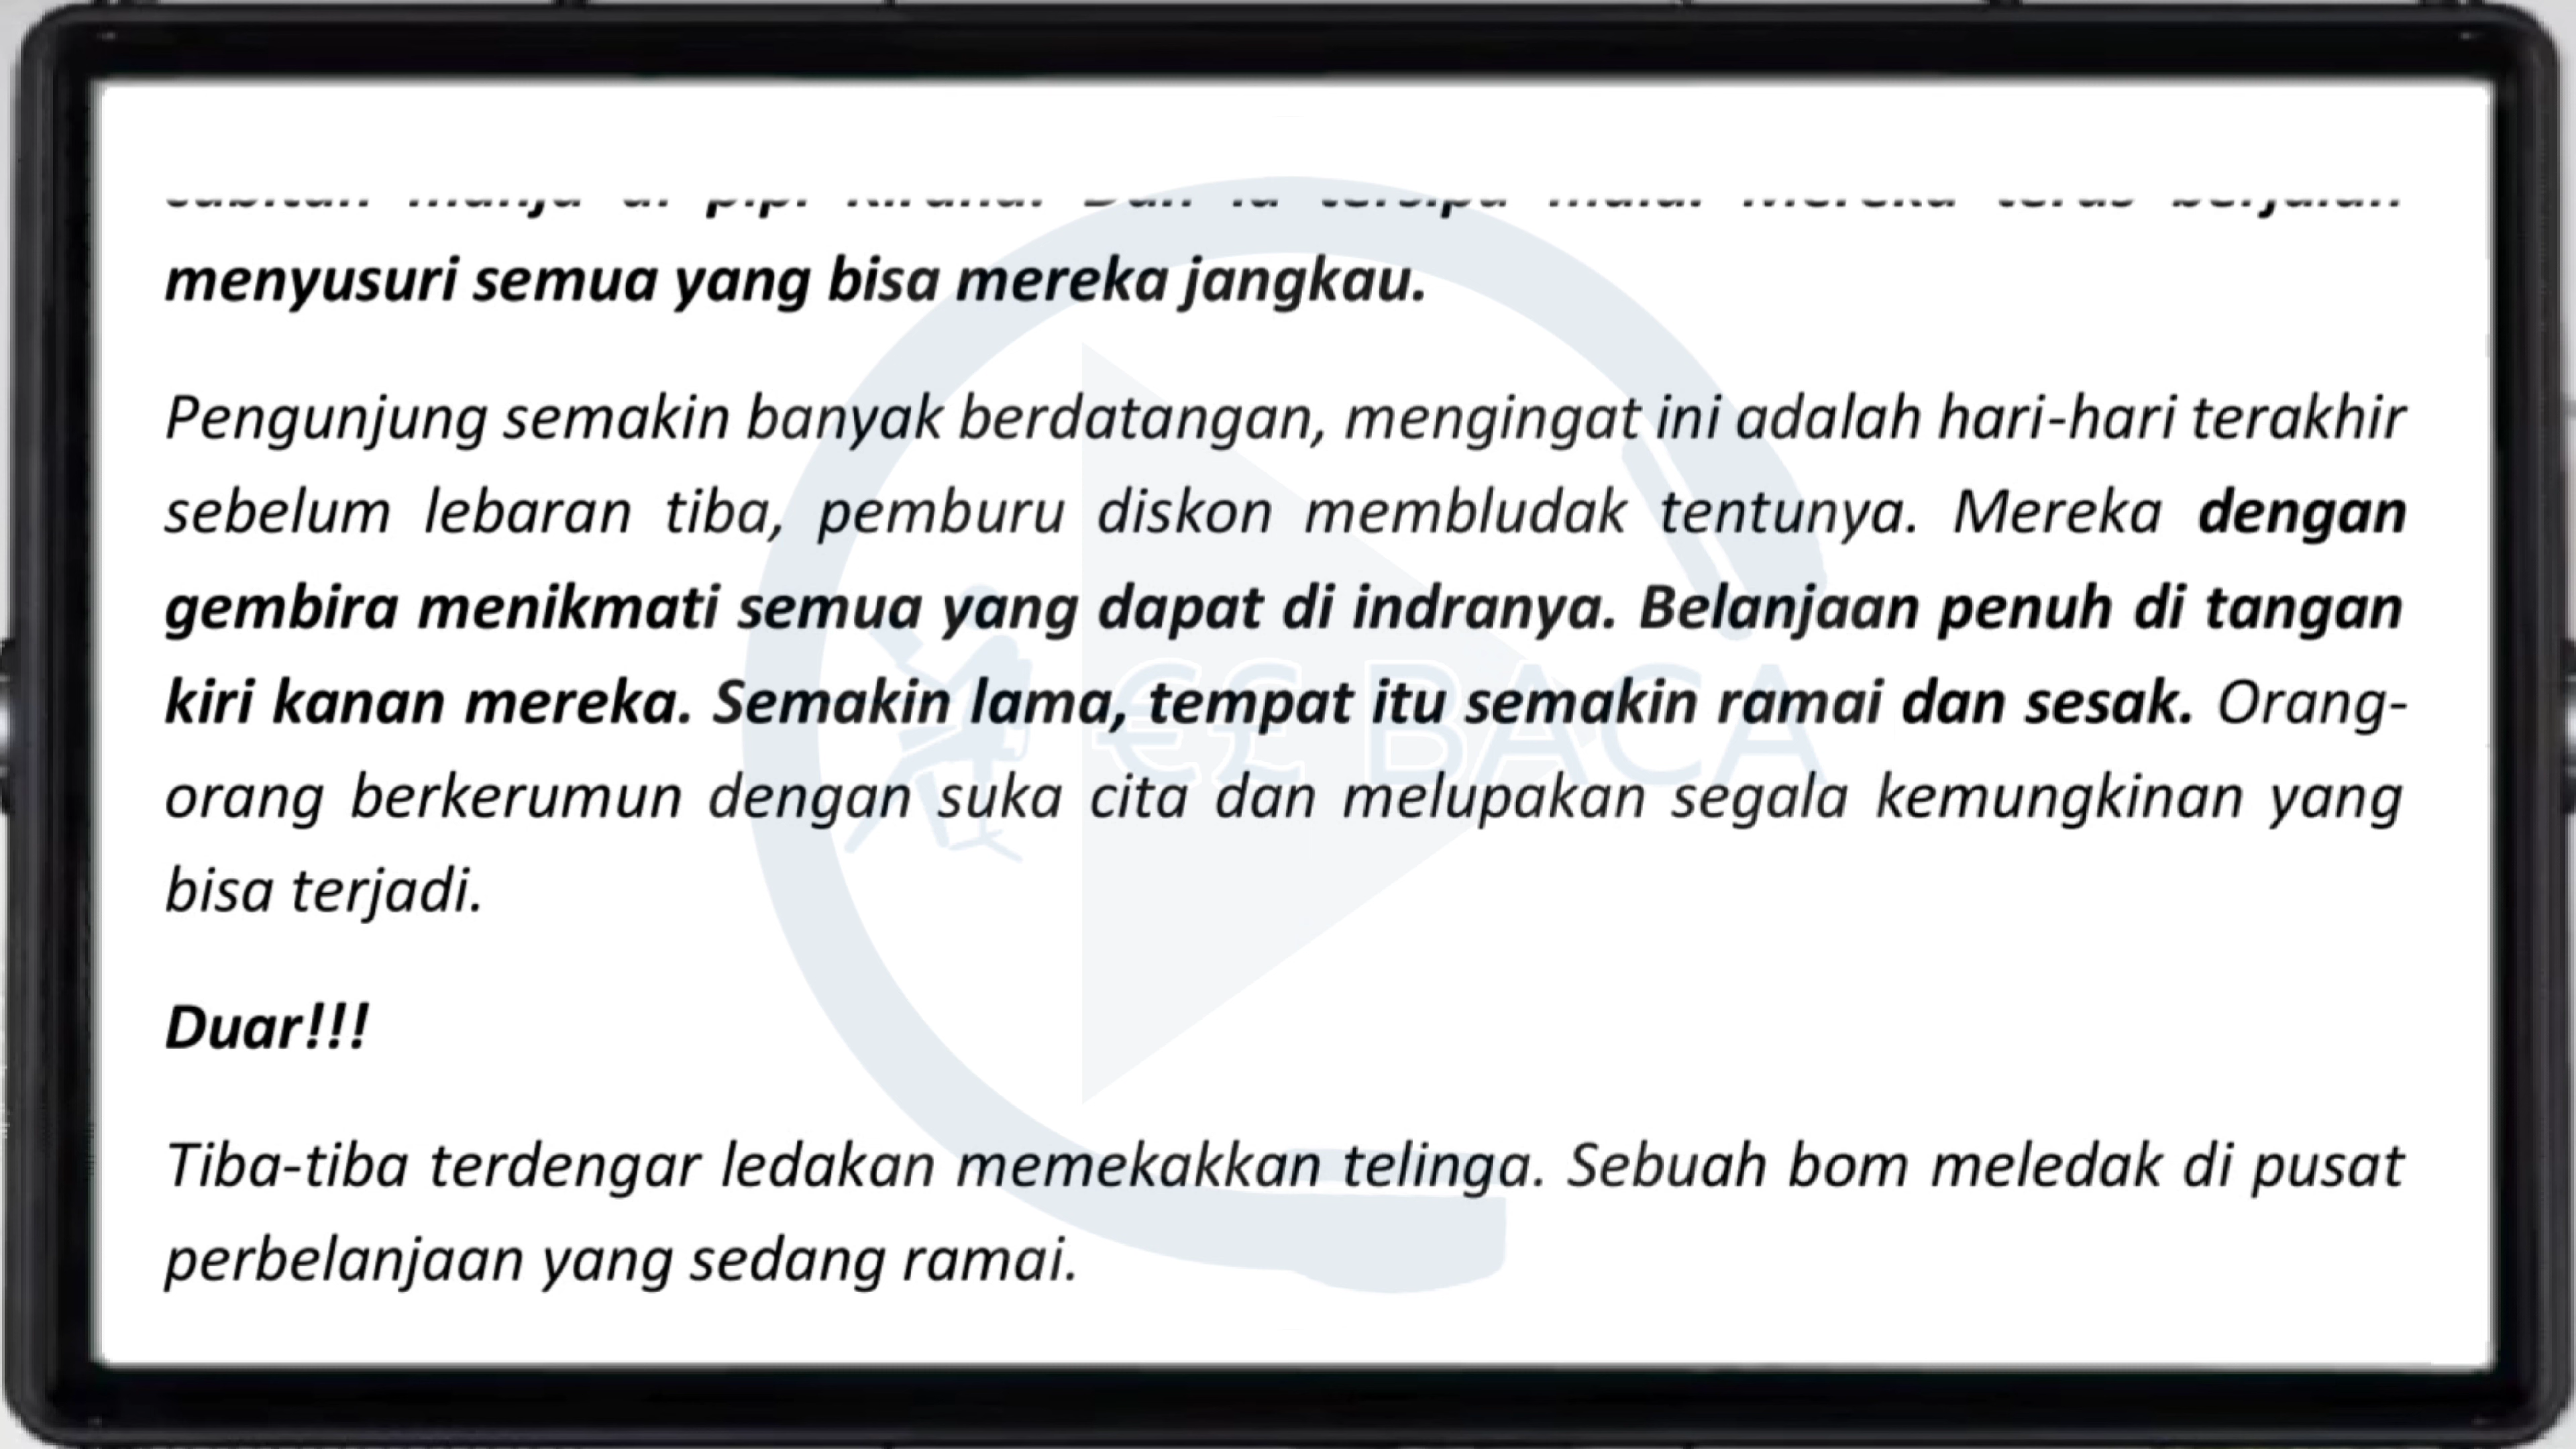 menyusuri semua yang bisa mereka jangkau.
Pengunjung semakin banyak berdatangan, mengingat ini adalah hari-hari terakhir
sebelum lebaran tiba, pemburu diskon membludak tentunya. Mereka dengan
gembira menikmati semua yang dapat di indranya. Belanjaan penuh di tangan
kiri kanan mereka. Semakin lama, tempat itu semakin ramai dan sesak. Orang-
orang berkerumun dengan suka cita dan melupakan segala kemungkinan yang
bisa terjadi.
€£ BACA
Duar!!!
Tiba-tiba terdengar ledakan memekakkan telinga. Sebuah bom meledak di pusat
perbelanjaan yang sedang ramai.